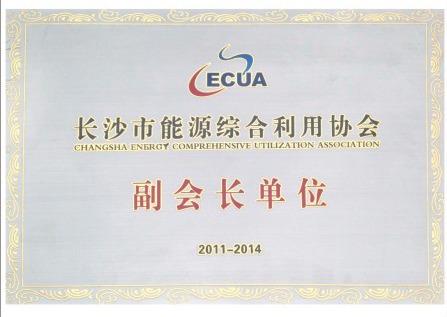 ECUA
长沙市能源综合利用协会
CHANGSHA ENERGY COMPREHENSIVE UTILIZATION ASSOCIATION
副会长单位
2011-2014